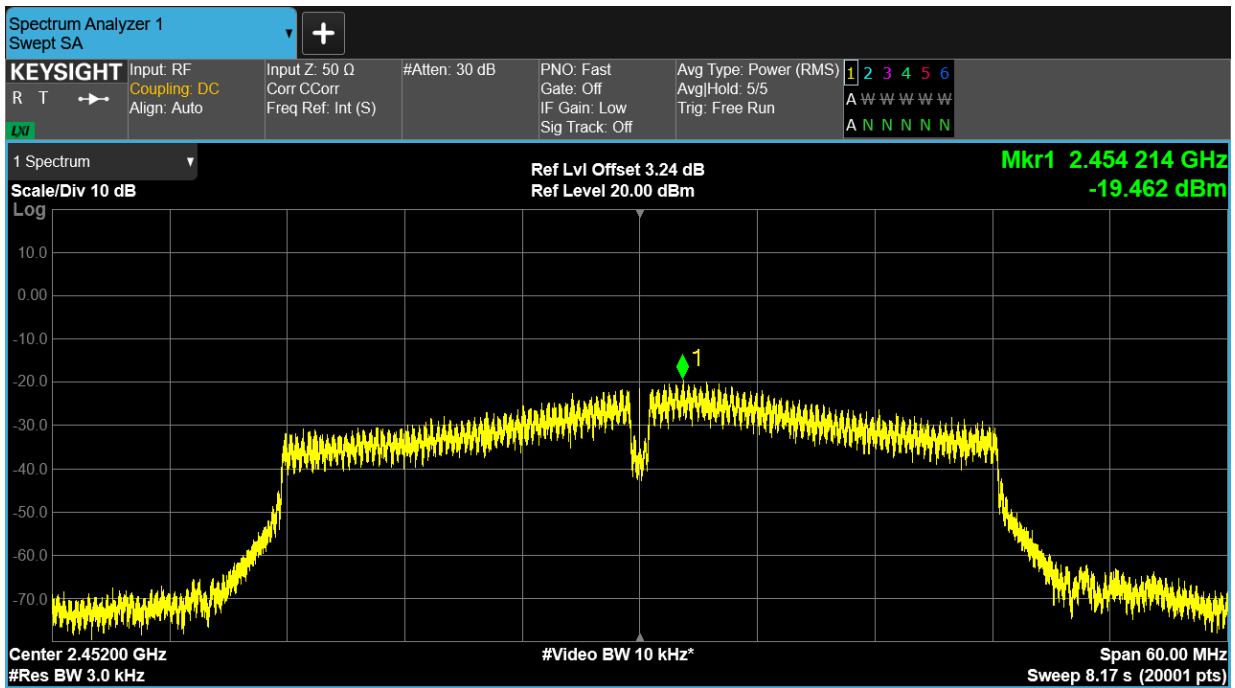 Spectrum Analyzer 1
Swept SA
+
KEYSIGHT
R T
LXI
Input: RF
Coupling: DC
Align: Auto
Input Z: 50 Ω
Corr CCorr
Freq Ref: Int (S)
#Atten: 30 dB
PNO: Fast
Gate: Off
IF Gain: Low
Sig Track: Off
Avg Type: Power (RMS)
Avg|Hold: 5/5
Trig: Free Run
1 2 3 4 5 6
A W W W W W
A N N N N N
1 Spectrum
Scale/Div 10 dB
Log
Ref Lvl Offset 3.24 dB
Ref Level 20.00 dBm
Mkr1 2.454 214 GHz
-19.462 dBm
10.0
0.00
-10.0
-20.0
-30.0
-40.0
-50.0
-60.0
-70.0
1
Center 2.45200 GHz
#Res BW 3.0 kHz
#Video BW 10 kHz*
Span 60.00 MHz
Sweep 8.17 s (20001 pts)